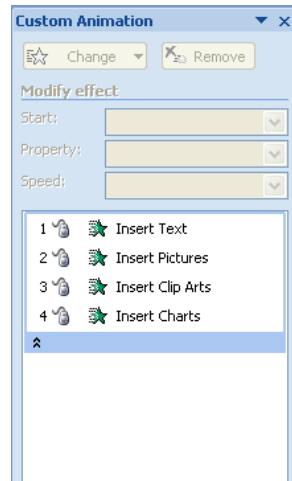 Custom Animation
Change Remove
Modify effect
Start:
Property:
Speed:
1 Insert Text
2 Insert Pictures
3 Insert Clip Arts
4 Insert Charts